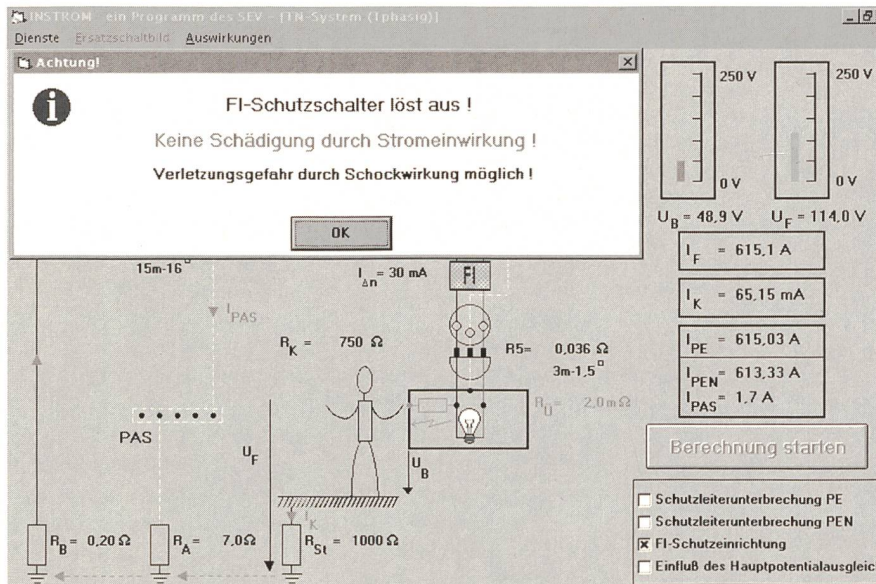 INSTROM - ein Programm des SEV - [TN-System (1phasig)]
Dienste Ersatzschaltbild Auswirkungen
Achtung!
FI-Schutzschalter löst aus !
Keine Schädigung durch Stromeinwirkung !
Verletzungsgefahr durch Schockwirkung möglich !
OK
250 V
250 V
0 V
0 V
U_B = 48,9 V
U_F = 114,0 V
I_F = 615,1 A
I_K = 65,15 mA
I_PE = 615,03 A
I_PEN = 613,33 A
I_PAS = 1,7 A
15m-16□
I_Δn = 30 mA
FI
I_PAS
R_K = 750 Ω
R5= 0,036 Ω
3m-1,5□
R_Ü= 2,0mΩ
PAS
U_F
U_B
I_K
R_B = 0,20 Ω
R_A = 7,0Ω
R_St = 1000 Ω
Berechnung starten
Schutzleiterunterbrechung PE
Schutzleiterunterbrechung PEN
FI-Schutzeinrichtung
Einfluß des Hauptpotentialausgleic